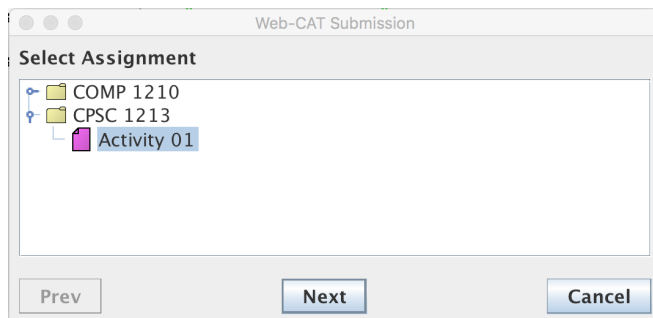 Web-CAT Submission
Select Assignment
COMP 1210
CPSC 1213
Activity 01
Prev Next Cancel